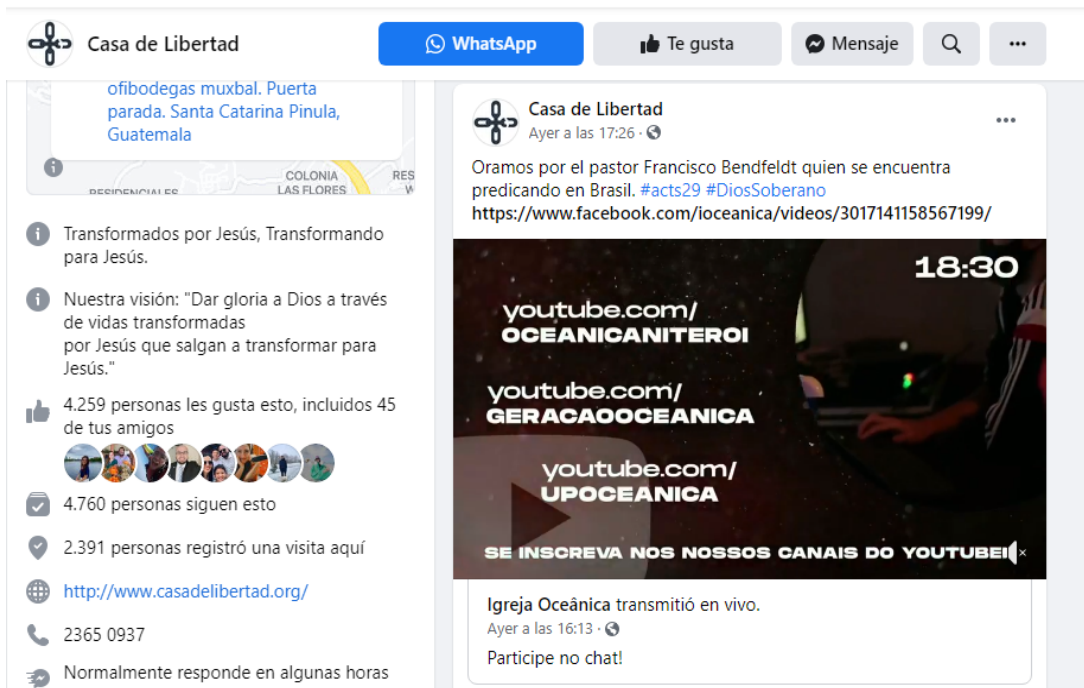 Casa de Libertad
WhatsApp
Te gusta
Mensaje
ofibodegas muxbal. Puerta
parada. Santa Catarina Pinula,
Guatemala
COLONIA
LAS FLORES
RESIDENCIALES
RES
Transformados por Jesús, Transformando
para Jesús.
Nuestra visión: "Dar gloria a Dios a través
de vidas transformadas
por Jesús que salgan a transformar para
Jesús."
4.259 personas les gusta esto, incluidos 45
de tus amigos
4.760 personas siguen esto
2.391 personas registró una visita aquí
http://www.casadelibertad.org/
2365 0937
Normalmente responde en algunas horas
Casa de Libertad
Ayer a las 17:26 ·
Oramos por el pastor Francisco Bendfeldt quien se encuentra
predicando en Brasil. #acts29 #DiosSoberano
https://www.facebook.com/ioceanica/videos/3017141158567199/
18:30
youtube.com/
OCEANICANITEROI
youtube.com/
GERACAOOCEANICA
youtube.com/
UPOCEANICA
SE INSCREVA NOS NOSSOS CANAIS DO YOUTUBE!
Igreja Oceânica transmitió en vivo.
Ayer a las 16:13 ·
Participe no chat!